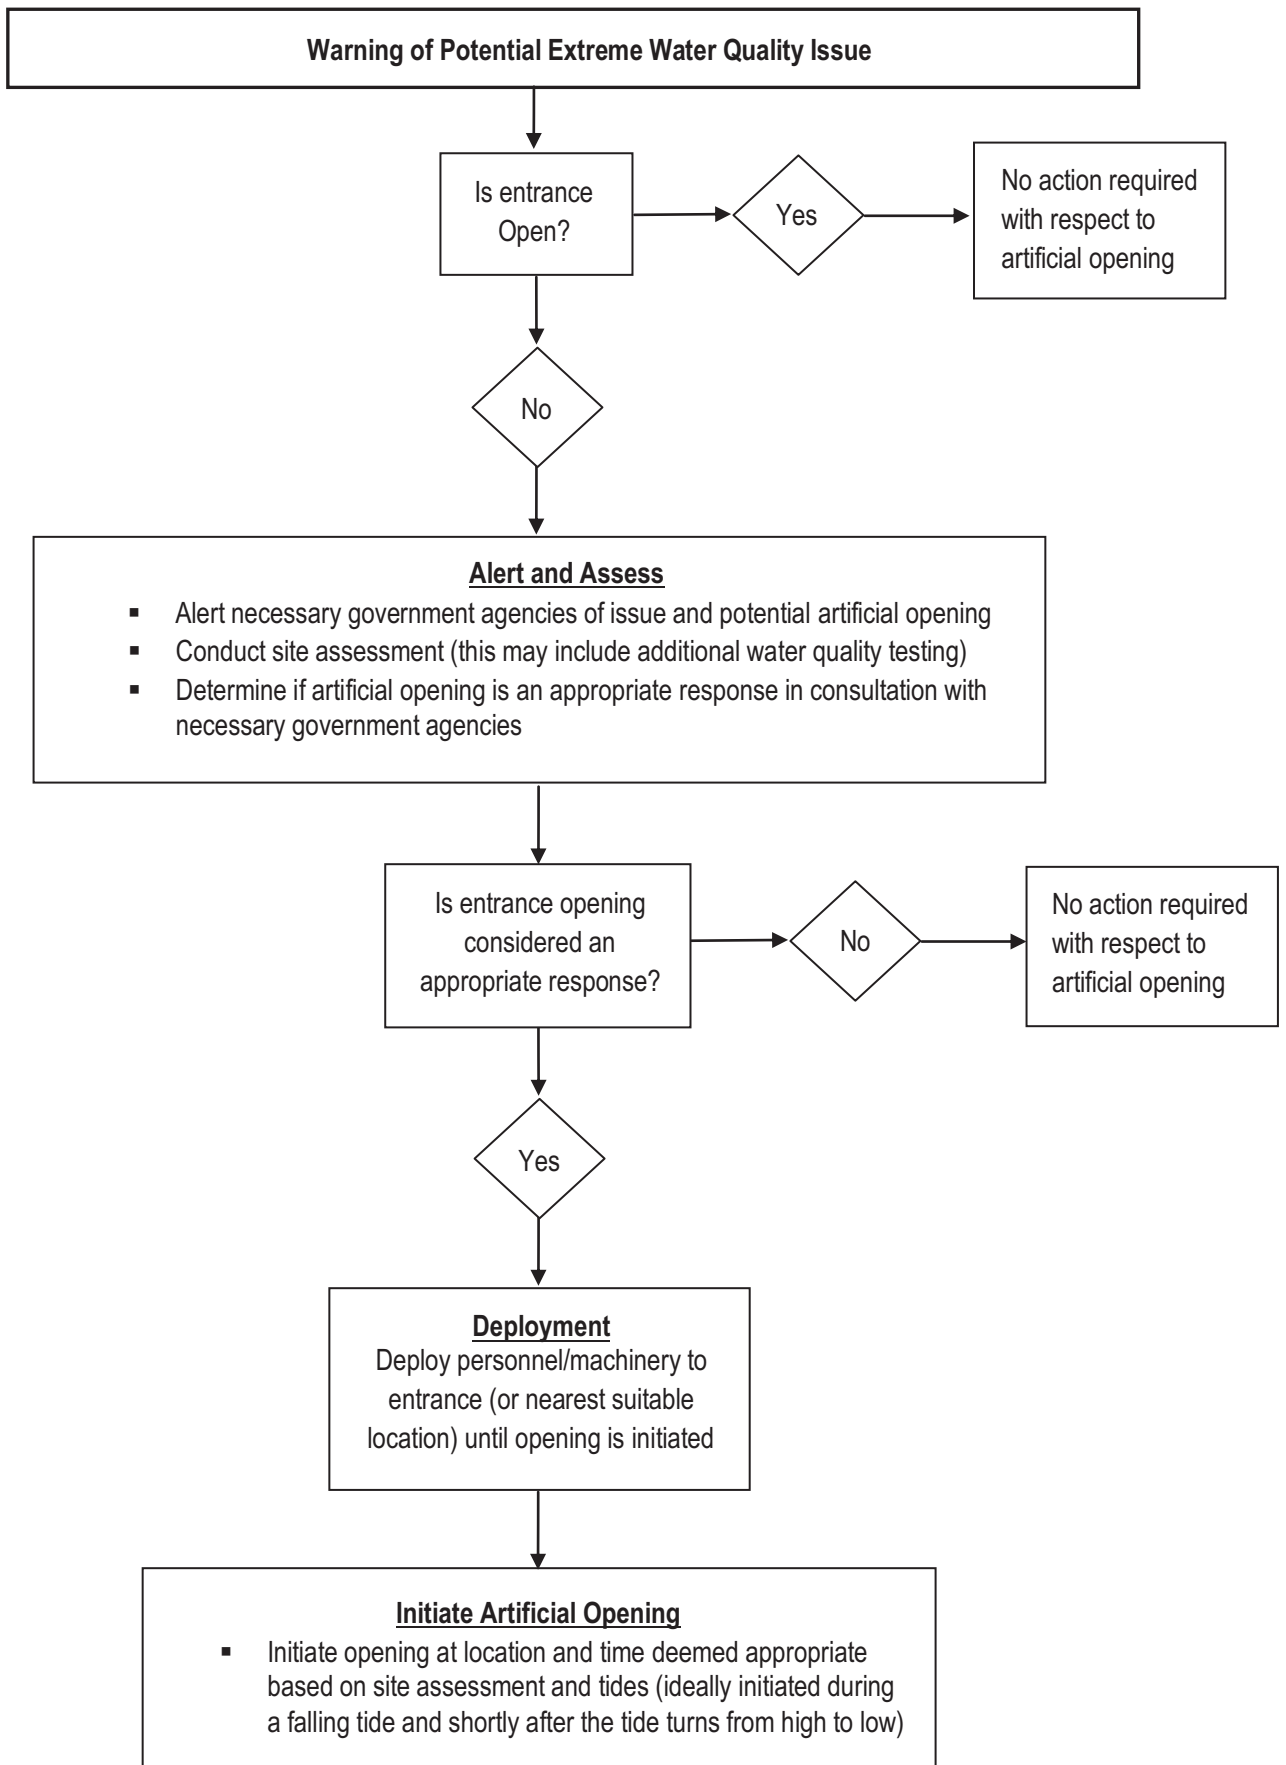 Warning of Potential Extreme Water Quality Issue
Is entrance
Open?
Yes
No action required
with respect to
artificial opening
No
Alert and Assess
▪ Alert necessary government agencies of issue and potential artificial opening
▪ Conduct site assessment (this may include additional water quality testing)
▪ Determine if artificial opening is an appropriate response in consultation with
necessary government agencies
Is entrance opening
considered an
appropriate response?
No
No action required
with respect to
artificial opening
Yes
Deployment
Deploy personnel/machinery to
entrance (or nearest suitable
location) until opening is initiated
Initiate Artificial Opening
▪ Initiate opening at location and time deemed appropriate
based on site assessment and tides (ideally initiated during
a falling tide and shortly after the tide turns from high to low)